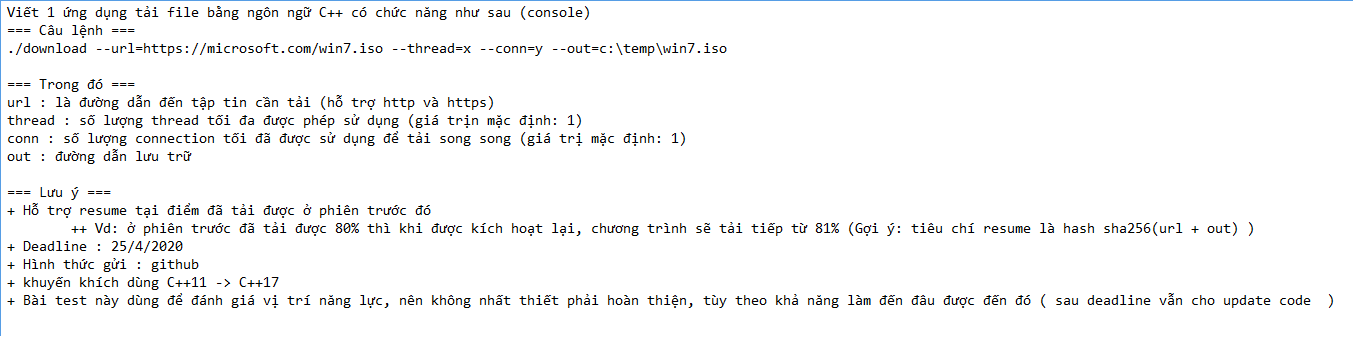 Viết 1 ứng dụng tải file bằng ngôn ngữ C++ có chức năng như sau (console)
=== Câu lệnh ===
./download --url=https://microsoft.com/win7.iso --thread=x --conn=y --out=c:\temp\win7.iso
=== Trong đó ===
url : là đường dẫn đến tập tin cần tải (hỗ trợ http và https)
thread : số lượng thread tối đa được phép sử dụng (giá trịn mặc định: 1)
conn : số lượng connection tối đã được sử dụng để tải song song (giá trị mặc định: 1)
out : đường dẫn lưu trữ
=== Lưu ý ===
+ Hỗ trợ resume tại điểm đã tải được ở phiên trước đó
++ Vd: ở phiên trước đã tải được 80% thì khi được kích hoạt lại, chương trình sẽ tải tiếp từ 81% (Gợi ý: tiêu chí resume là hash sha256(url + out) )
+ Deadline : 25/4/2020
+ Hình thức gửi : github
+ khuyến khích dùng C++11 -> C++17
+ Bài test này dùng để đánh giá vị trí năng lực, nên không nhất thiết phải hoàn thiện, tùy theo khả năng làm đến đâu được đến đó ( sau deadline vẫn cho update code  )